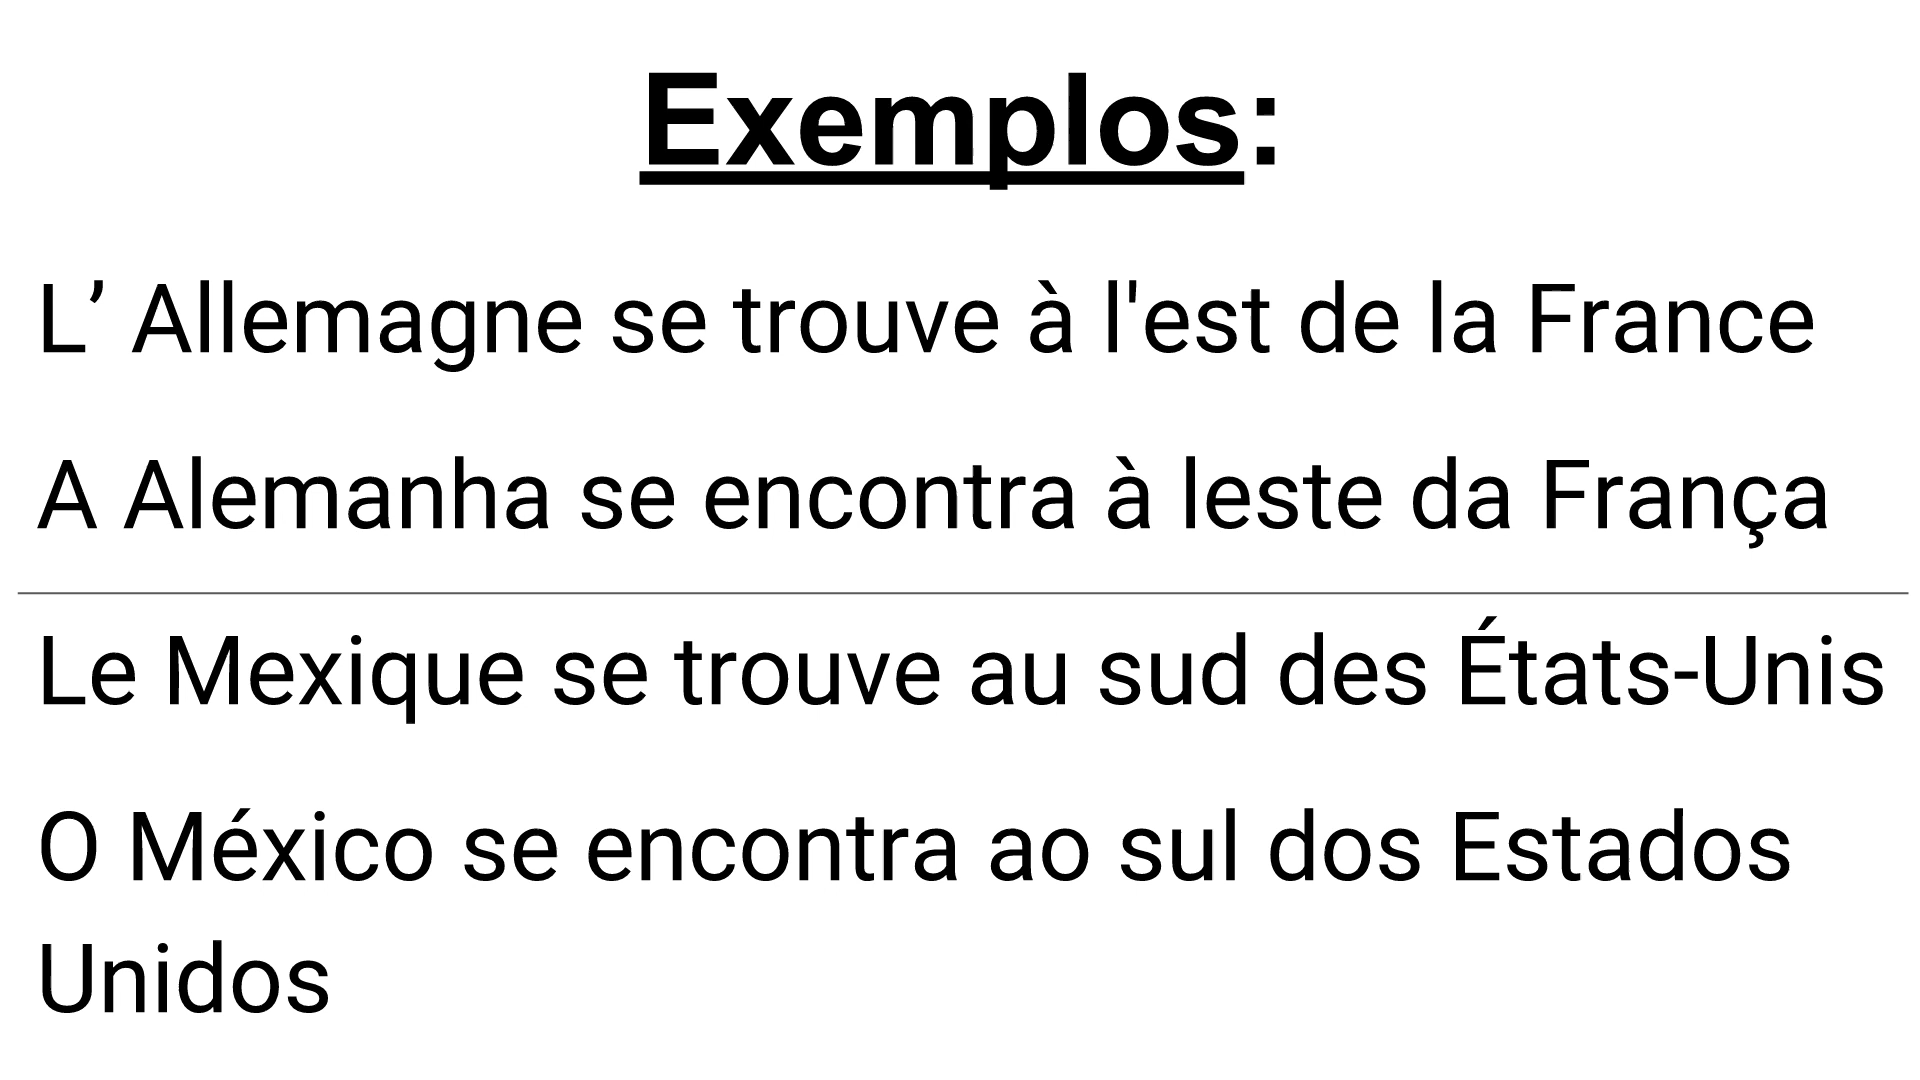 Exemplos:
L’ Allemagne se trouve à l'est de la France
A Alemanha se encontra à leste da França
Le Mexique se trouve au sud des États-Unis
O México se encontra ao sul dos Estados
Unidos